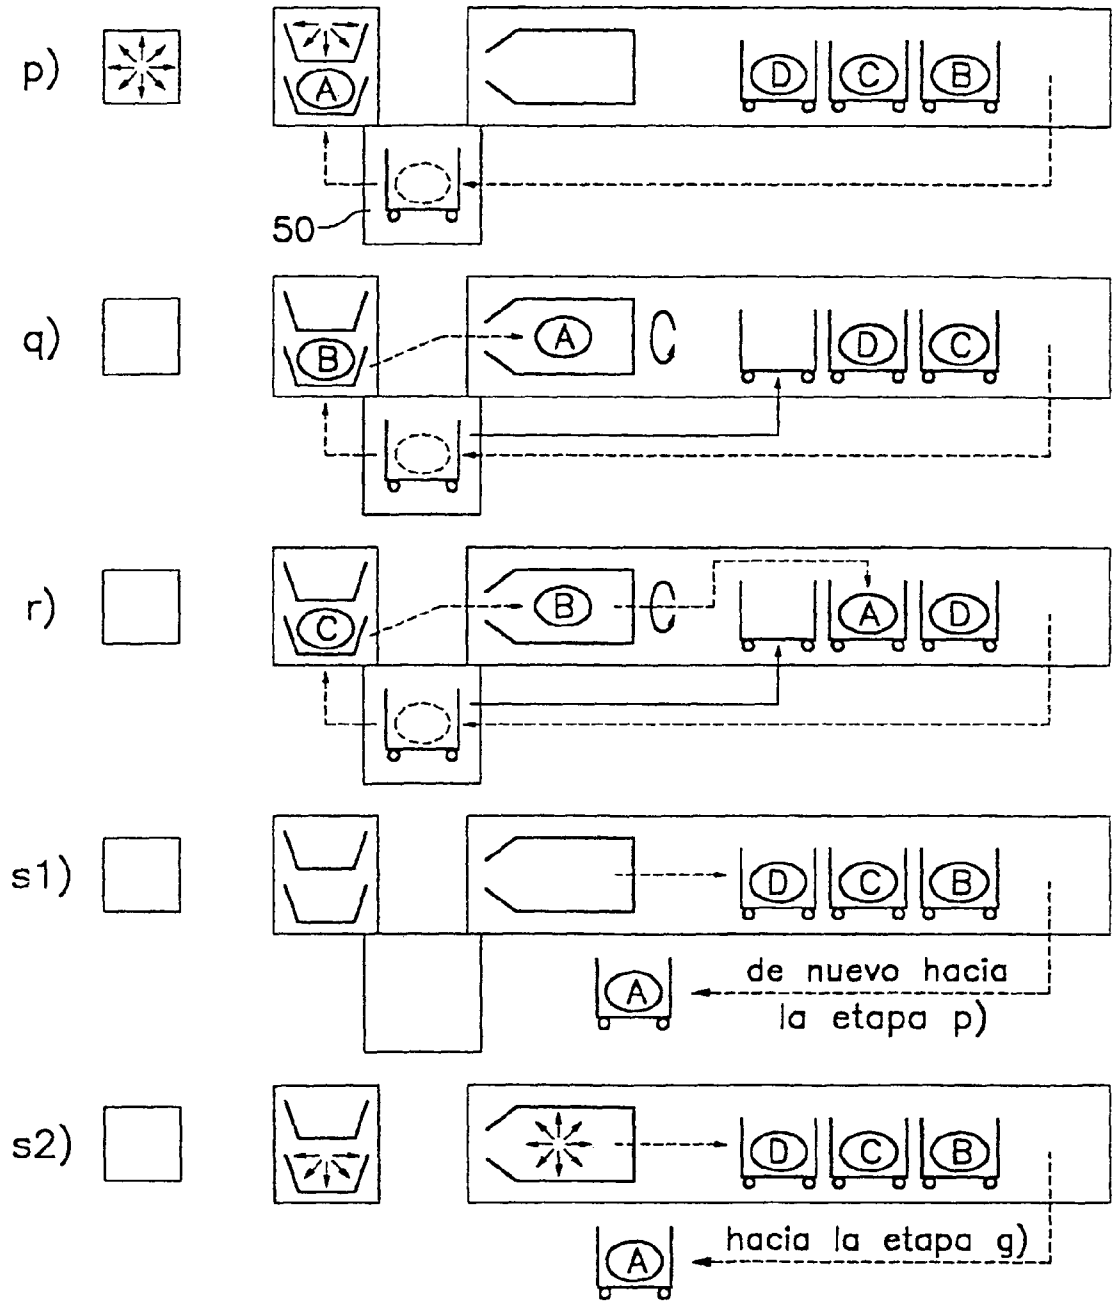 p)
A
D C B
50
q)
B
A
D C
r)
C
B
A D
s1)
D C B
A
de nuevo hacia
la etapa p)
s2)
D C B
A
hacia la etapa g)